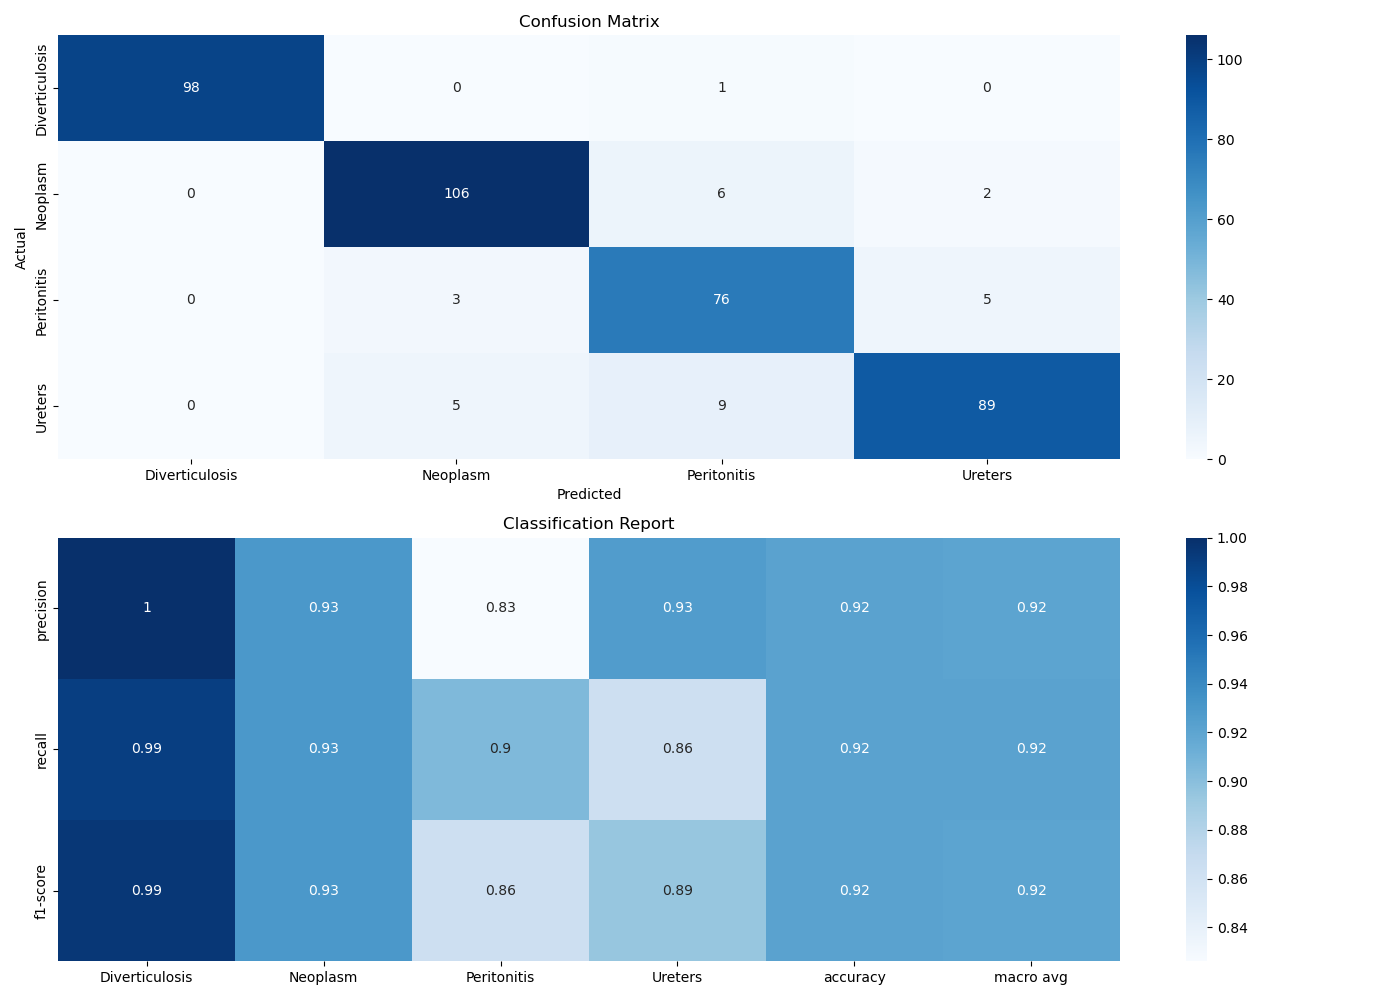 Confusion Matrix
Actual
Diverticulosis 98 0 1 0
Neoplasm 0 106 6 2
Peritonitis 0 3 76 5
Ureters 0 5 9 89
Diverticulosis Neoplasm Peritonitis Ureters
Predicted
100
80
60
40
20
0
Classification Report
precision 1 0.93 0.83 0.93 0.92 0.92
recall 0.99 0.93 0.9 0.86 0.92 0.92
f1-score 0.99 0.93 0.86 0.89 0.92 0.92
Diverticulosis Neoplasm Peritonitis Ureters accuracy macro avg
1.00
0.98
0.96
0.94
0.92
0.90
0.88
0.86
0.84